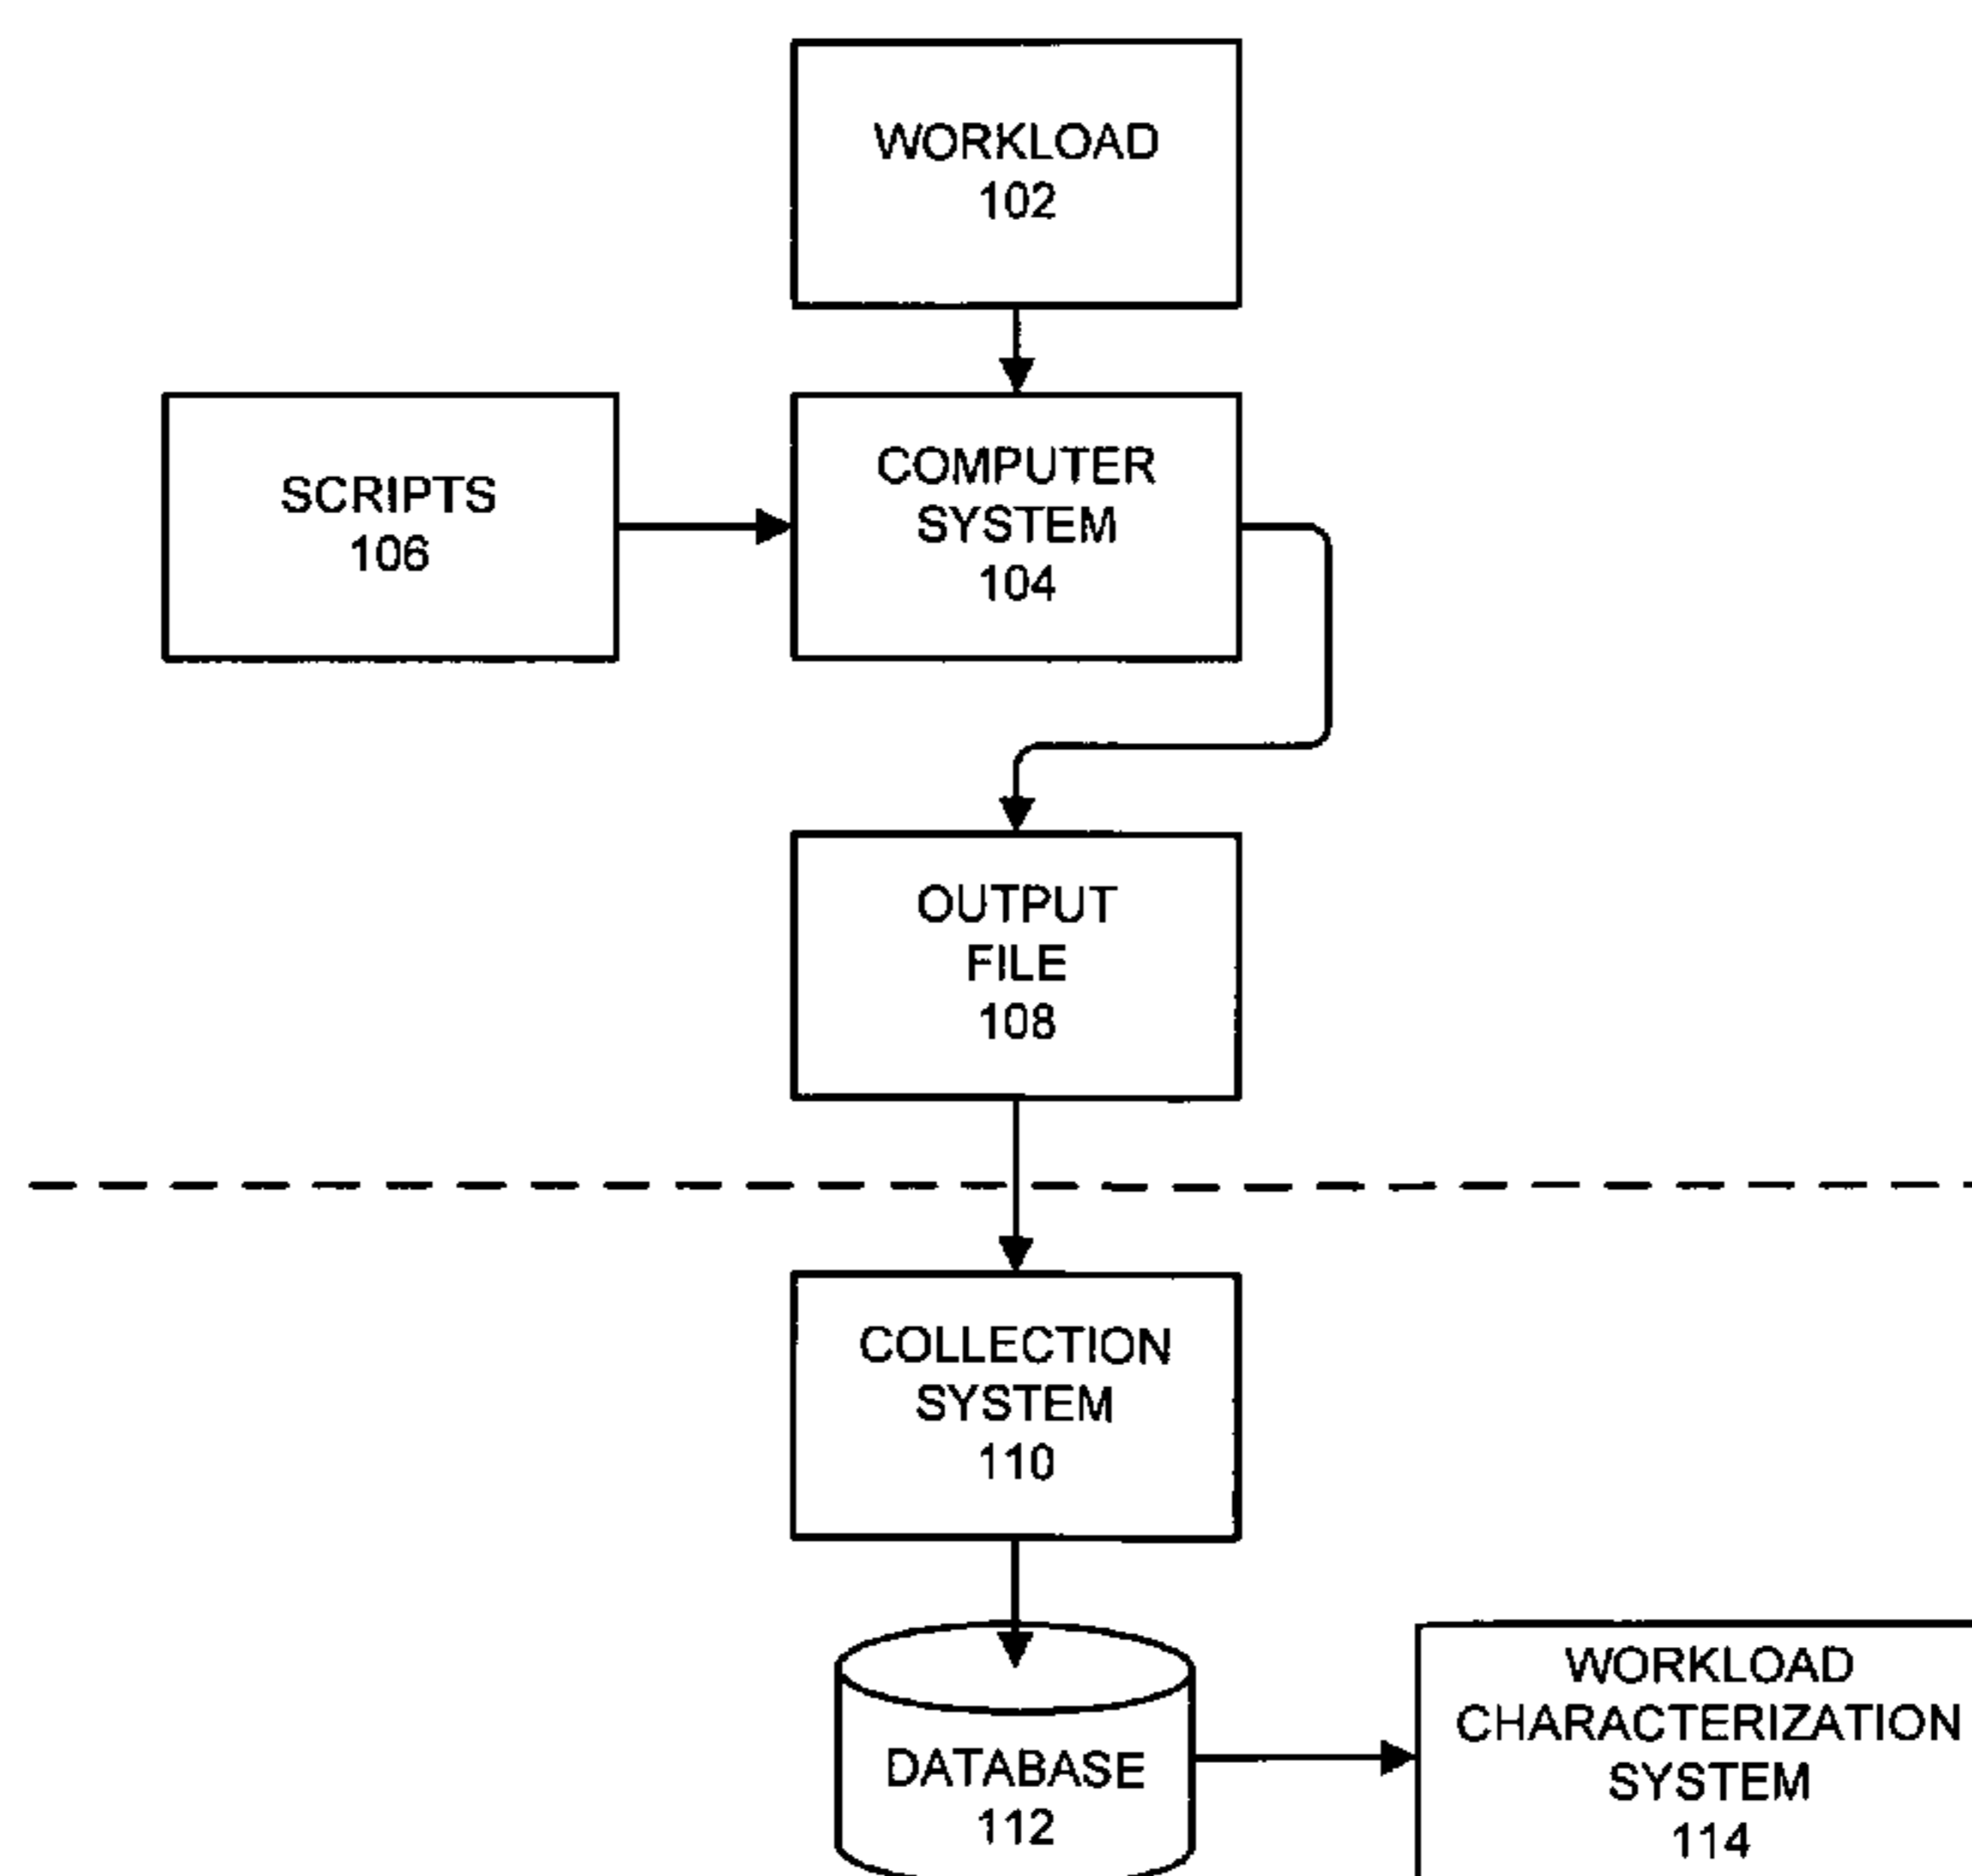 WORKLOAD
102
SCRIPTS
106
COMPUTER
SYSTEM
104
OUTPUT
FILE
108
COLLECTION
SYSTEM
110
DATABASE
112
WORKLOAD
CHARACTERIZATION
SYSTEM
114